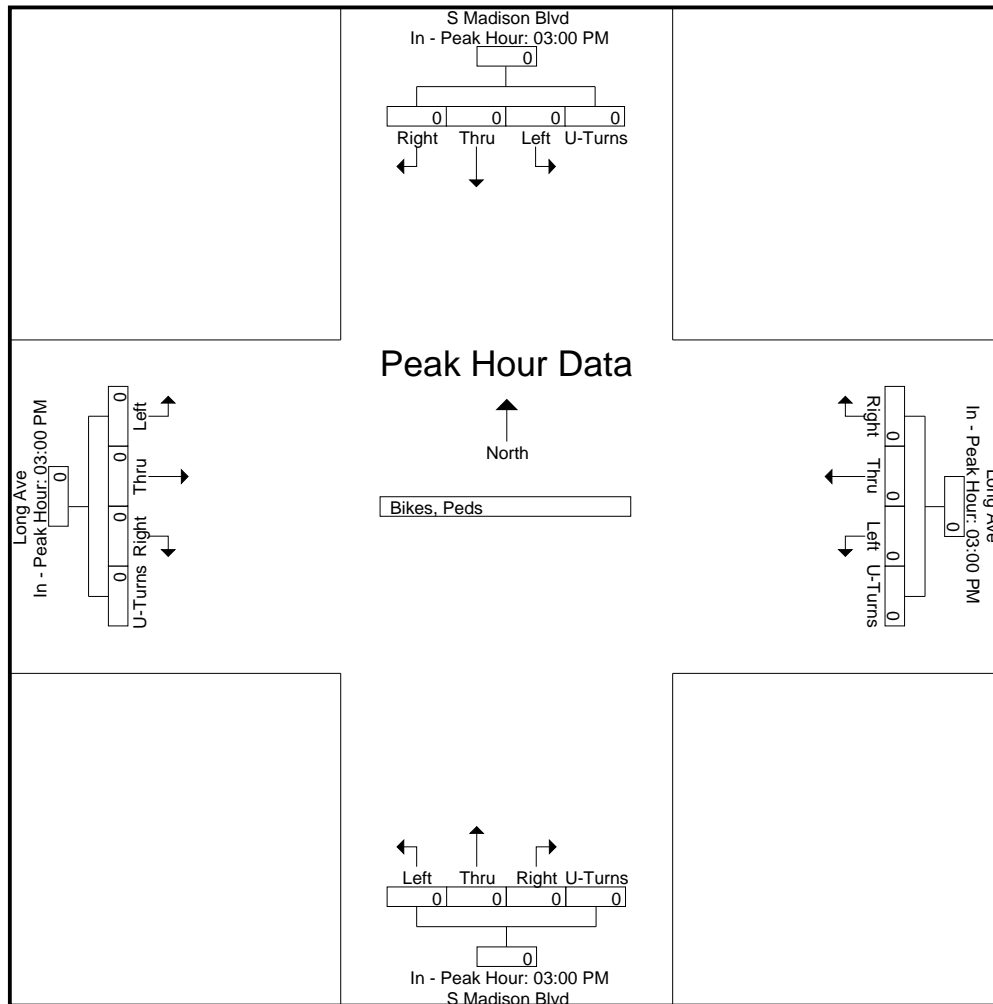 S Madison Blvd
In - Peak Hour: 03:00 PM
0
0 0 0 0
Right Thru Left U-Turns
Peak Hour Data
North
Bikes, Peds
Long Ave
In - Peak Hour: 03:00 PM
0
0 0 0 0
Left Thru Right U-Turns
Long Ave
In - Peak Hour: 03:00 PM
0
0 0 0 0
Right Thru Left U-Turns
Left Thru Right U-Turns
0 0 0 0
0
In - Peak Hour: 03:00 PM
S Madison Blvd